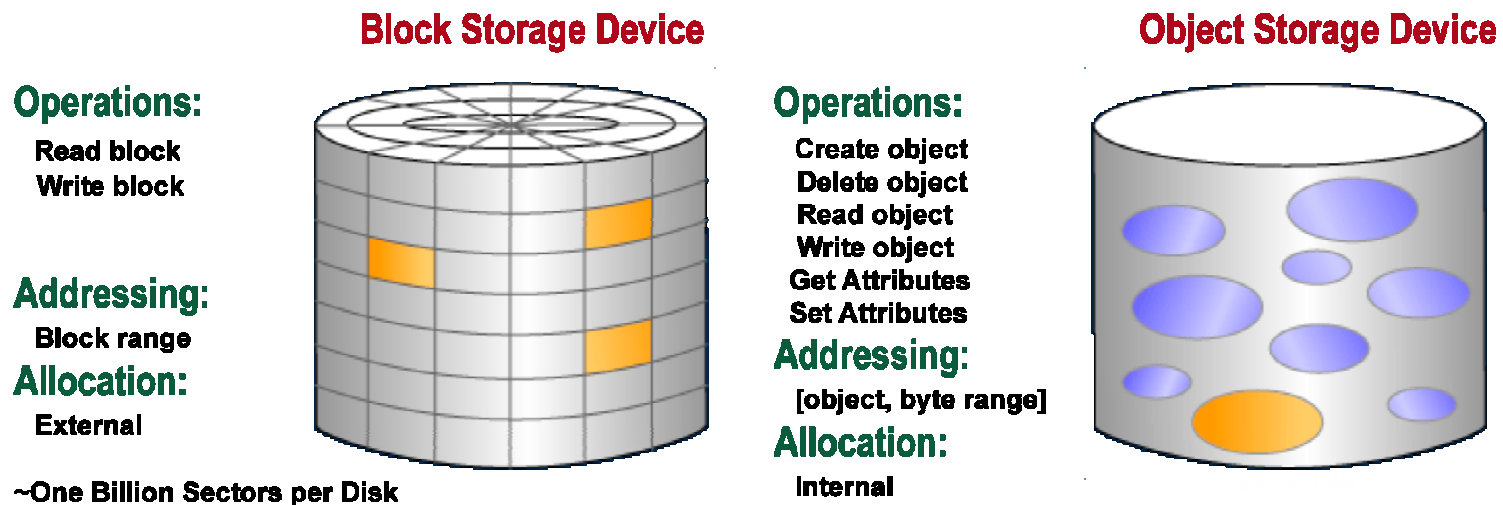 Block Storage Device
Operations:
Read block
Write block
Addressing:
Block range
Allocation:
External
~One Billion Sectors per Disk
Object Storage Device
Operations:
Create object
Delete object
Read object
Write object
Get Attributes
Set Attributes
Addressing:
[object, byte range]
Allocation:
Internal